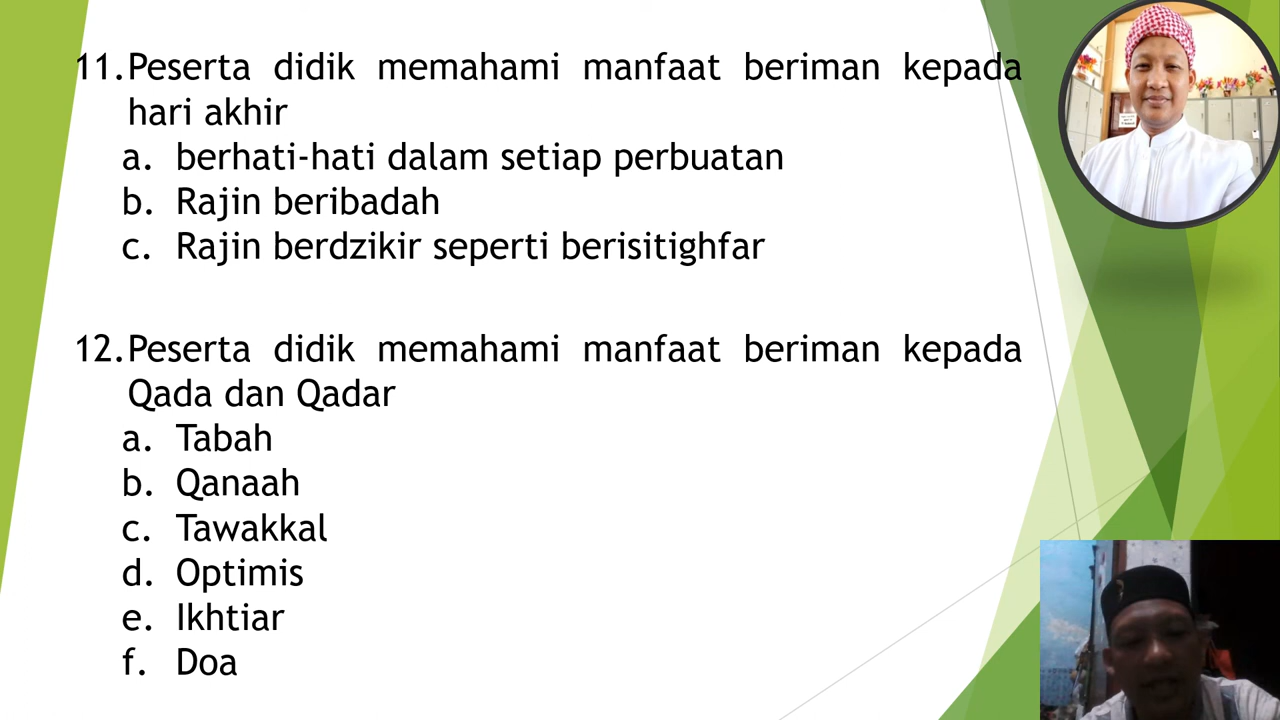 11. Peserta didik memahami manfaat beriman kepada
hari akhir
a. berhati-hati dalam setiap perbuatan
b. Rajin beribadah
c. Rajin berdzikir seperti berisitighfar
12. Peserta didik memahami manfaat beriman kepada
Qada dan Qadar
a. Tabah
b. Qanaah
c. Tawakkal
d. Optimis
e. Ikhtiar
f. Doa